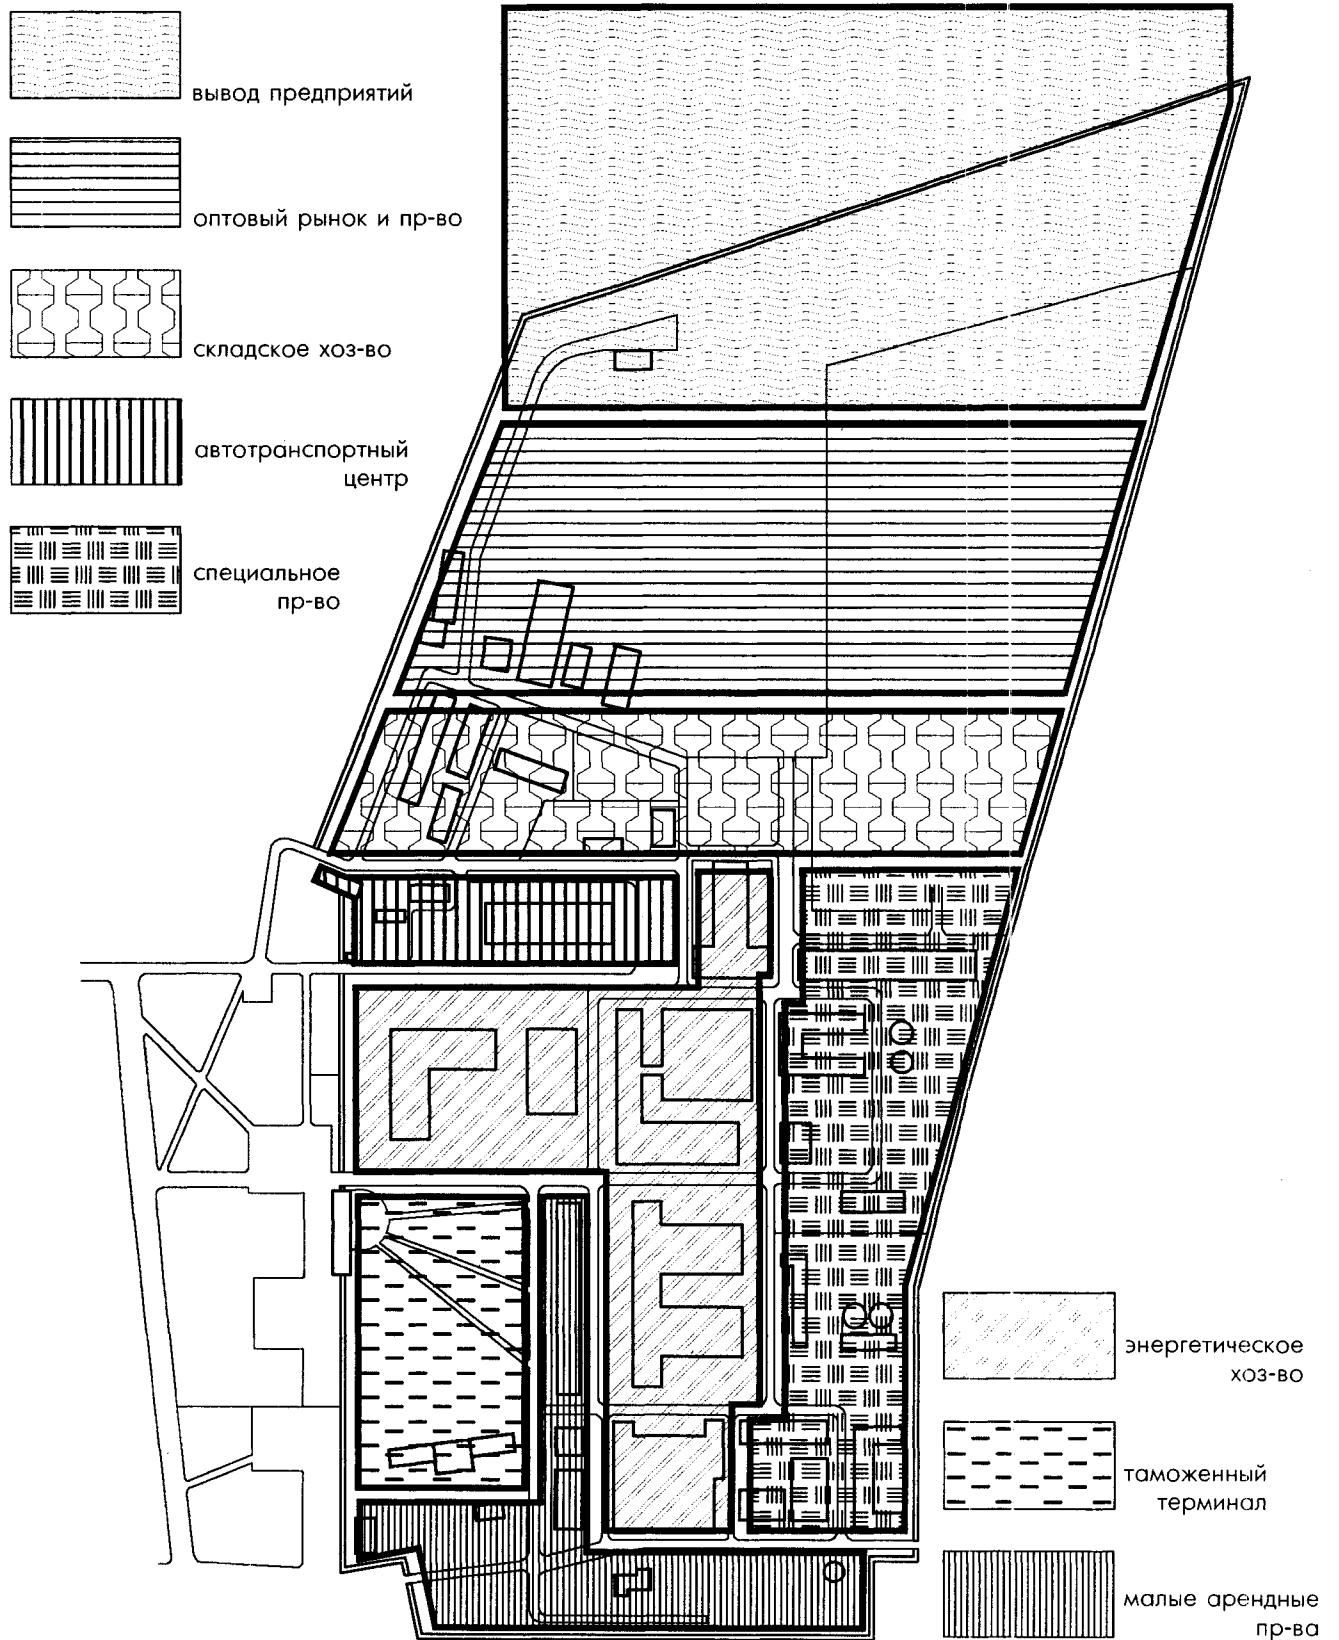 вывод предприятий
оптовый рынок и пр-во
складское хоз-во
автотранспортный
центр
специальное
пр-во
энергетическое
хоз-во
таможенный
терминал
малые арендные
пр-ва